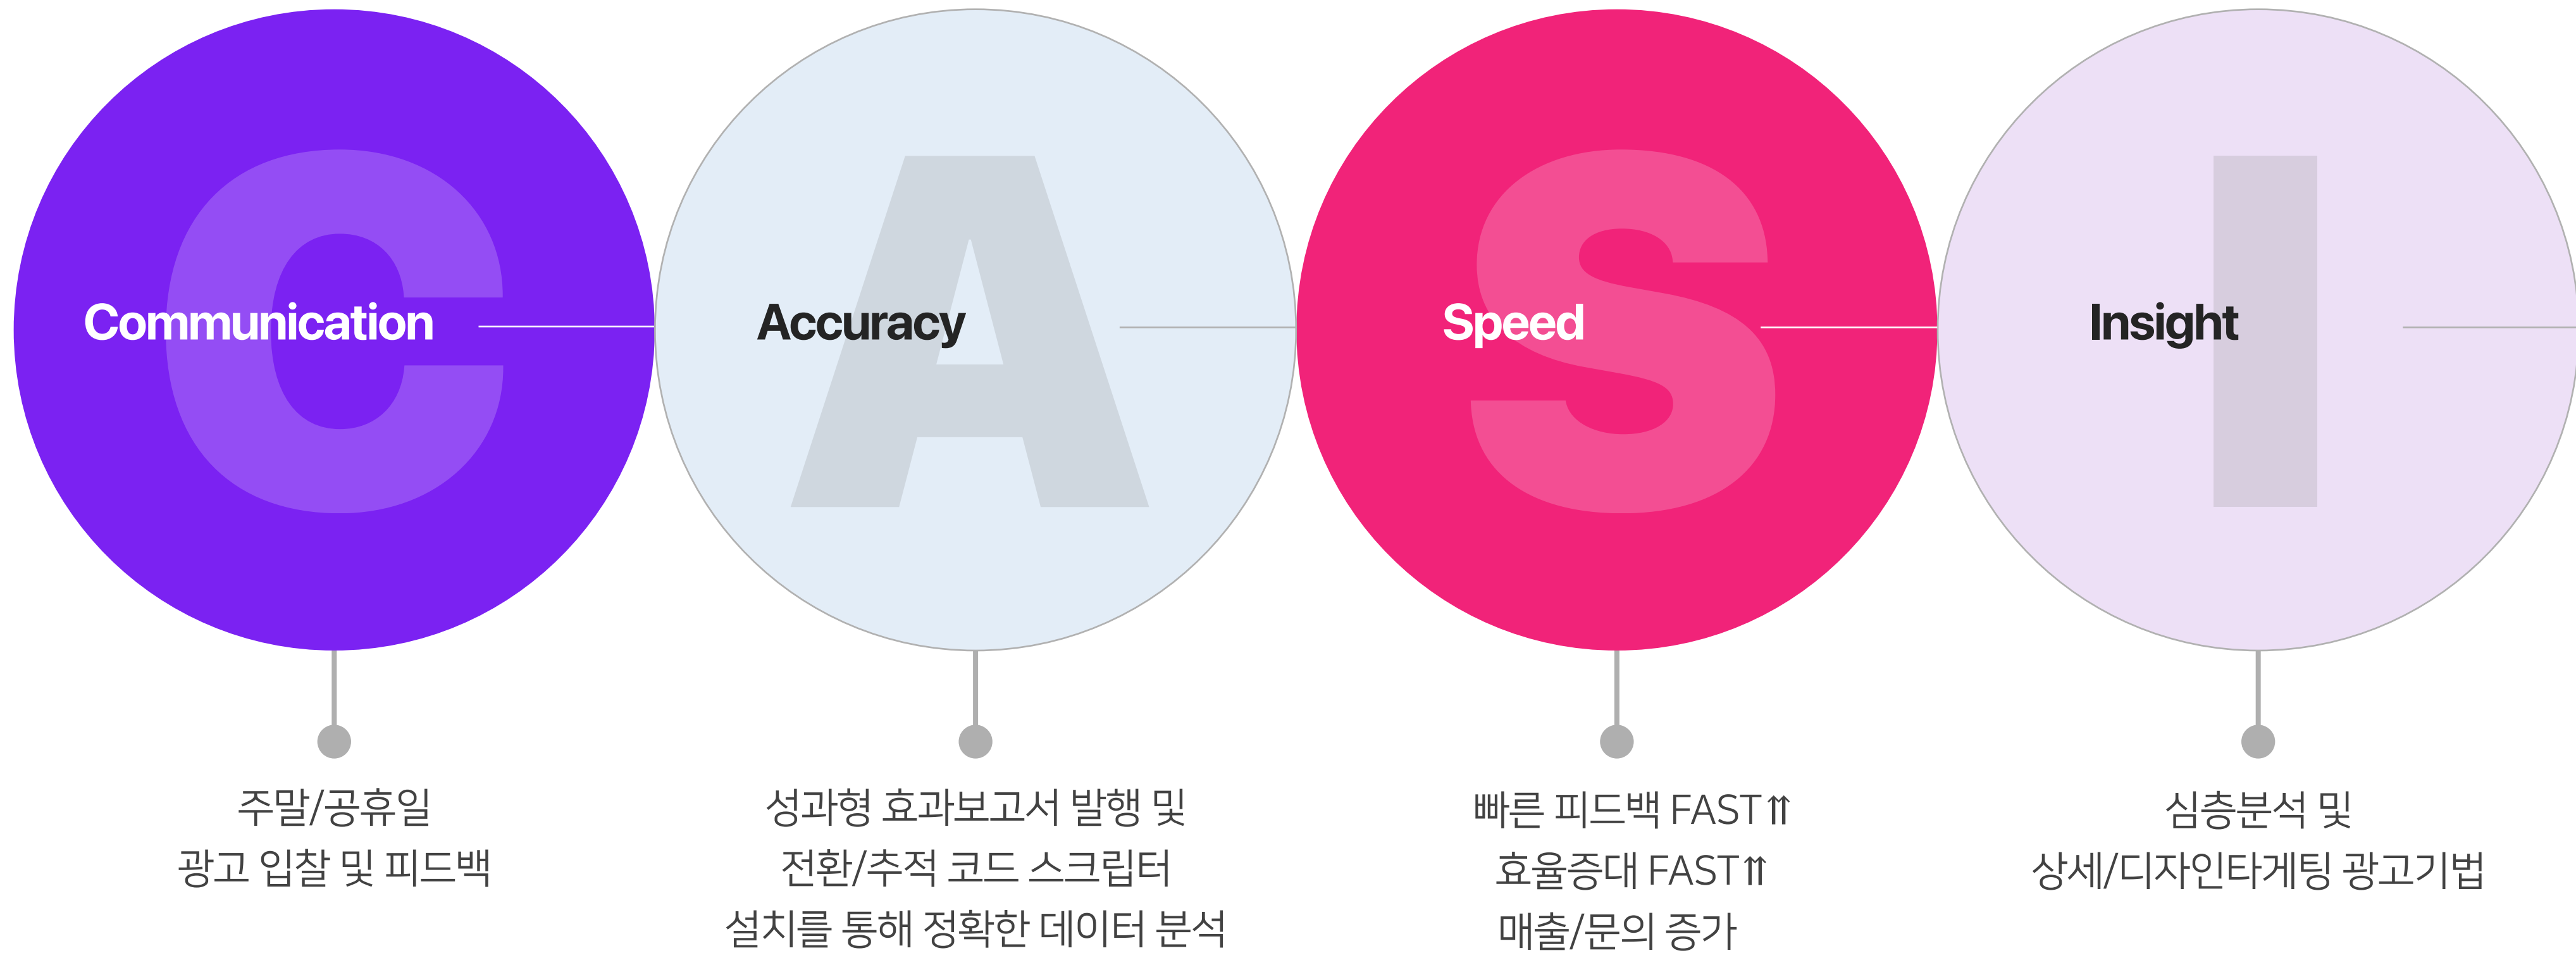 C
Communication
A
Accuracy
S
Speed
I
Insight
주말/공휴일
광고 입찰 및 피드백
성과형 효과보고서 발행 및
전환/추적 코드 스크립터
설치를 통해 정확한 데이터 분석
빠른 피드백 FAST⇈
효율증대 FAST⇈
매출/문의 증가
심층분석 및
상세/디자인타게팅 광고기법